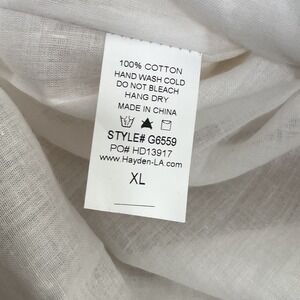 100% COTTON
HAND WASH COLD
DO NOT BLEACH
HANG DRY
MADE IN CHINA
STYLE# G6559
PO# HD13917
www.Hayden-LA.com
XL